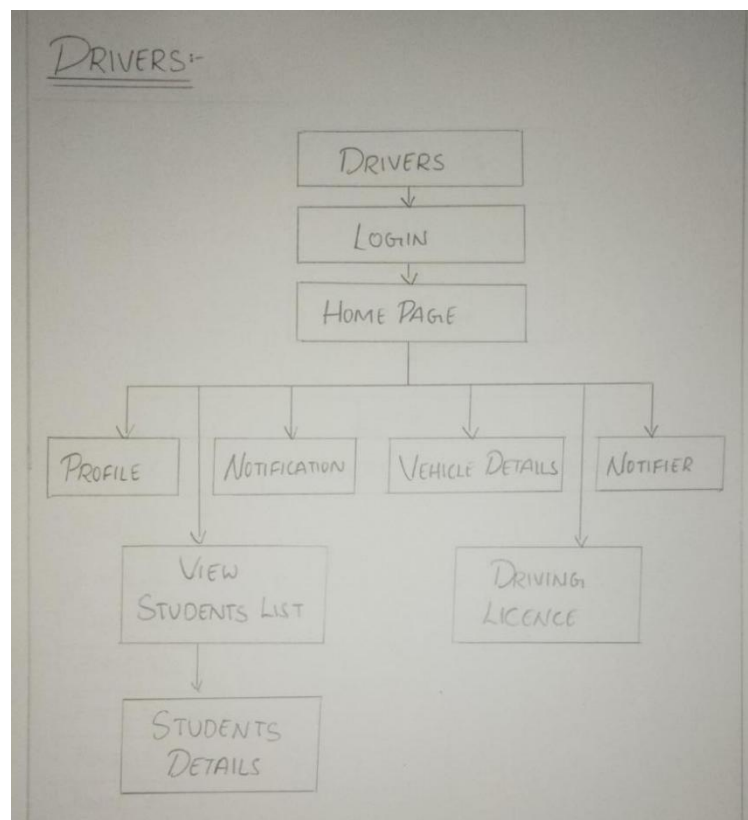 DRIVERS:-
DRIVERS
LOGIN
HOME PAGE
PROFILE
NOTIFICATION
VEHICLE DETAILS
NOTIFIER
VIEW
STUDENTS LIST
DRIVING
LICENCE
STUDENTS
DETAILS